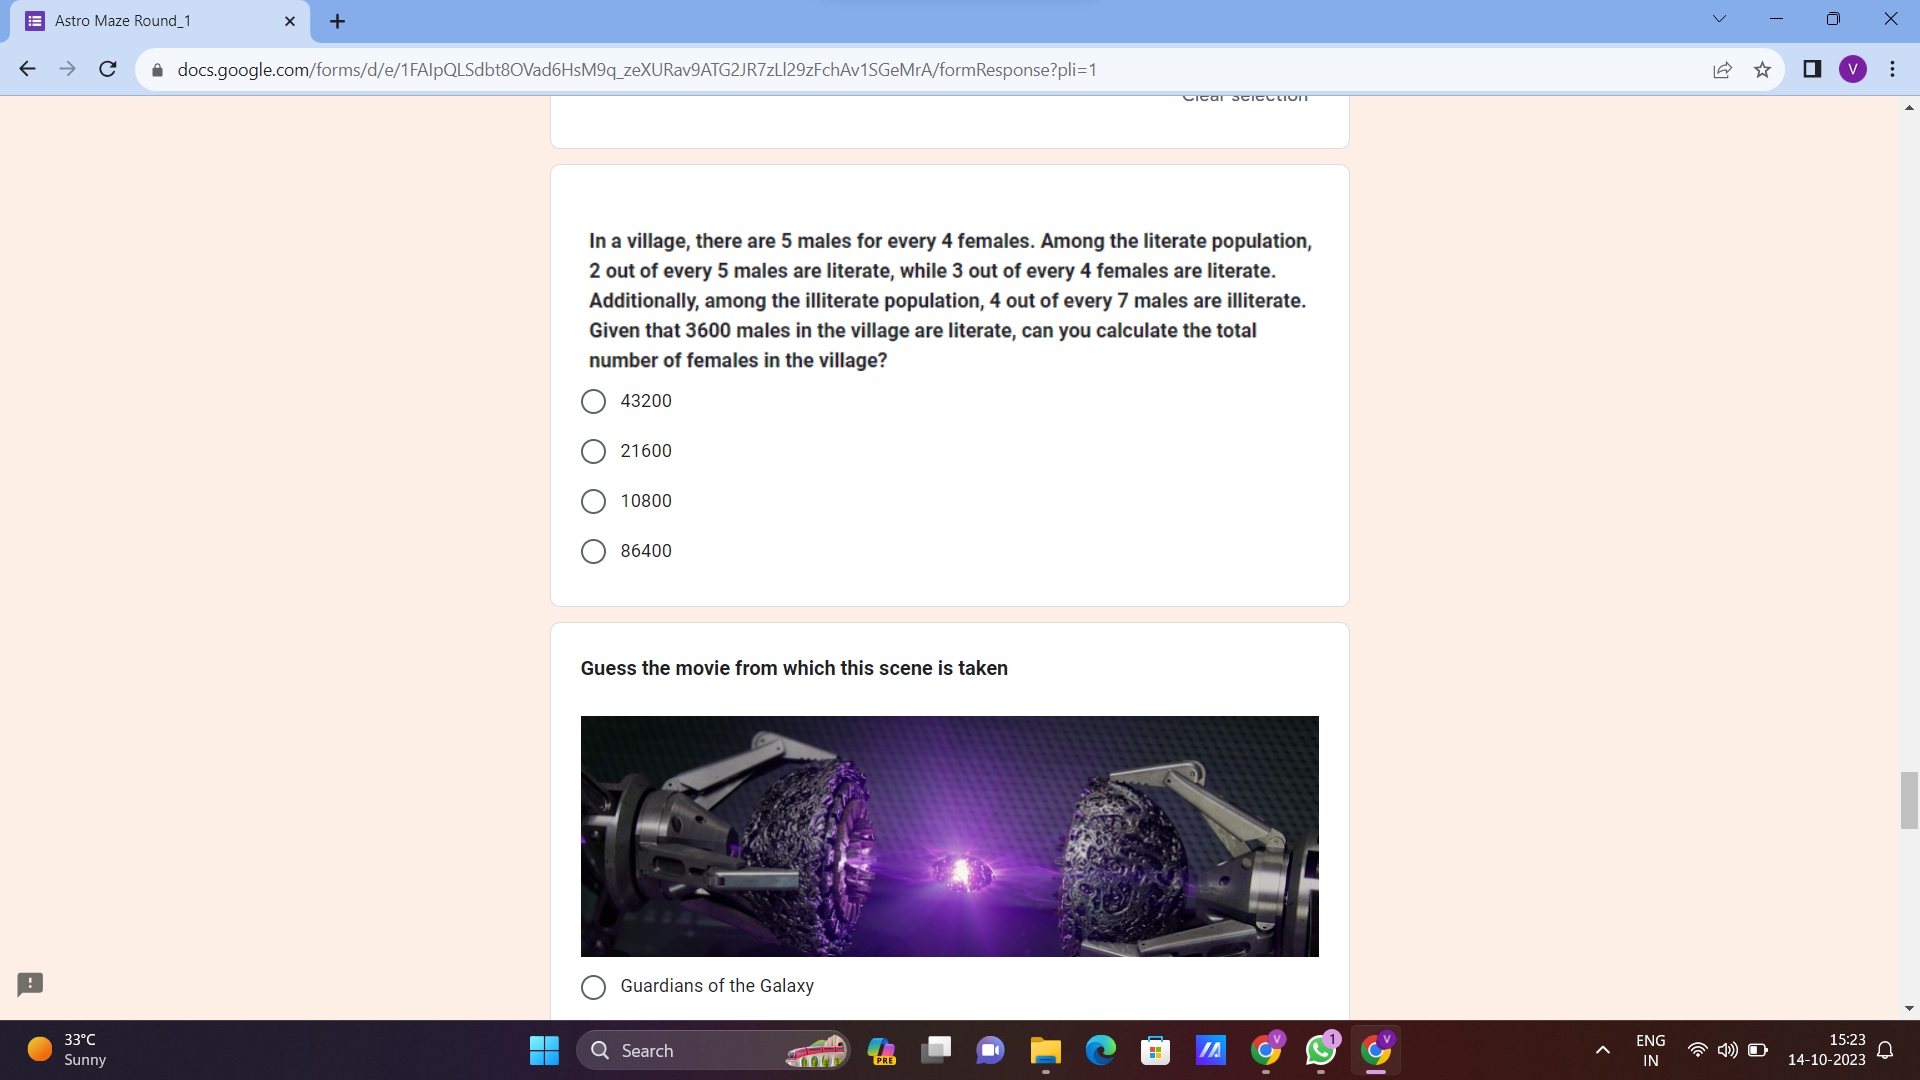 Astro Maze Round_1
docs.google.com/forms/d/e/1FAIpQLSdbt8OVad6HsM9q_zeXURav9ATG2JR7zLl29zFchAv1SGeMrA/formResponse?pli=1
V
Clear selection
In a village, there are 5 males for every 4 females. Among the literate population,
2 out of every 5 males are literate, while 3 out of every 4 females are literate.
Additionally, among the illiterate population, 4 out of every 7 males are illiterate.
Given that 3600 males in the village are literate, can you calculate the total
number of females in the village?
43200
21600
10800
86400
Guess the movie from which this scene is taken
Guardians of the Galaxy
33°C
Sunny
Search
PRE
V
1
V
ENG
IN
15:23
14-10-2023